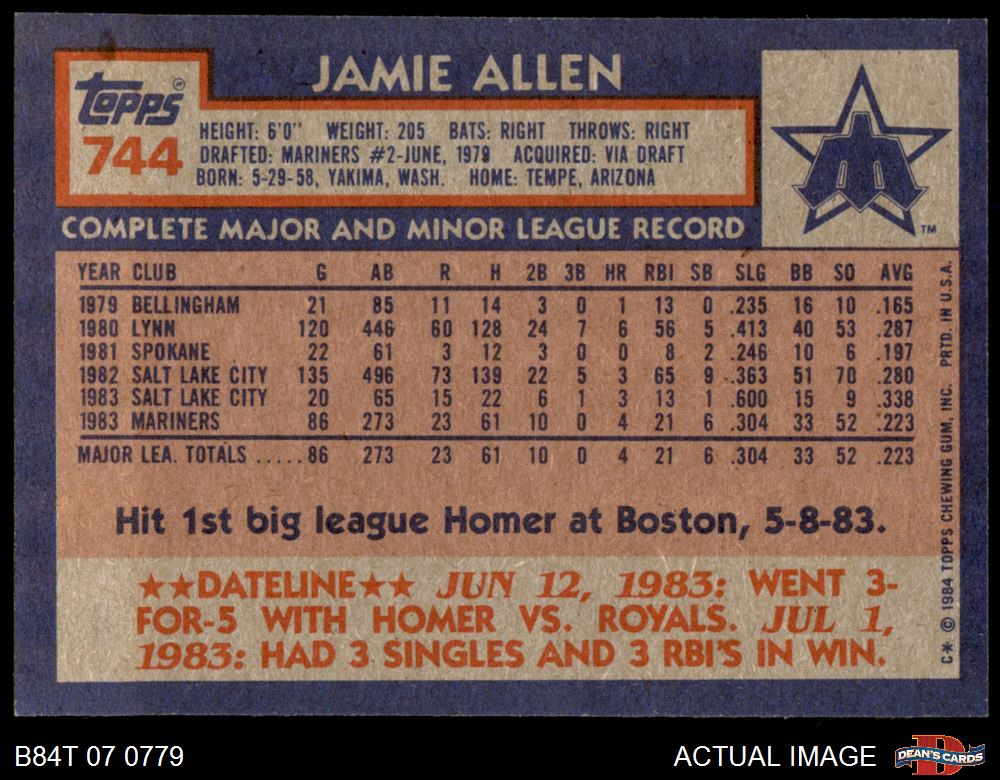 JAMIE ALLEN
TOPPS®
744
HEIGHT: 6'0" WEIGHT: 205 BATS: RIGHT THROWS: RIGHT
DRAFTED: MARINERS #2-JUNE, 1979 ACQUIRED: VIA DRAFT
BORN: 5-29-58, YAKIMA, WASH. HOME: TEMPE, ARIZONA
TM
COMPLETE MAJOR AND MINOR LEAGUE RECORD
YEAR CLUB G AB R H 2B 3B HR RBI SB SLG BB SO AVG
1979 BELLINGHAM 21 85 11 14 3 0 1 13 0 .235 16 10 .165
1980 LYNN 120 446 60 128 24 7 6 56 5 .413 40 53 .287
1981 SPOKANE 22 61 3 12 3 0 0 8 2 .246 10 6 .197
1982 SALT LAKE CITY 135 496 73 139 22 5 3 65 9 .363 51 70 .280
1983 SALT LAKE CITY 20 65 15 22 6 1 3 13 1 .600 15 9 .338
1983 MARINERS 86 273 23 61 10 0 4 21 6 .304 33 52 .223
MAJOR LEA. TOTALS .....86 273 23 61 10 0 4 21 6 .304 33 52 .223
Hit 1st big league Homer at Boston, 5-8-83.
★★DATELINE★★ JUN 12, 1983: WENT 3-
FOR-5 WITH HOMER VS. ROYALS. JUL 1,
1983: HAD 3 SINGLES AND 3 RBI'S IN WIN.
C* © 1984 TOPPS CHEWING GUM, INC. PRTD. IN U.S.A.
B84T 07 0779
ACTUAL IMAGE
DEAN'S CARDS